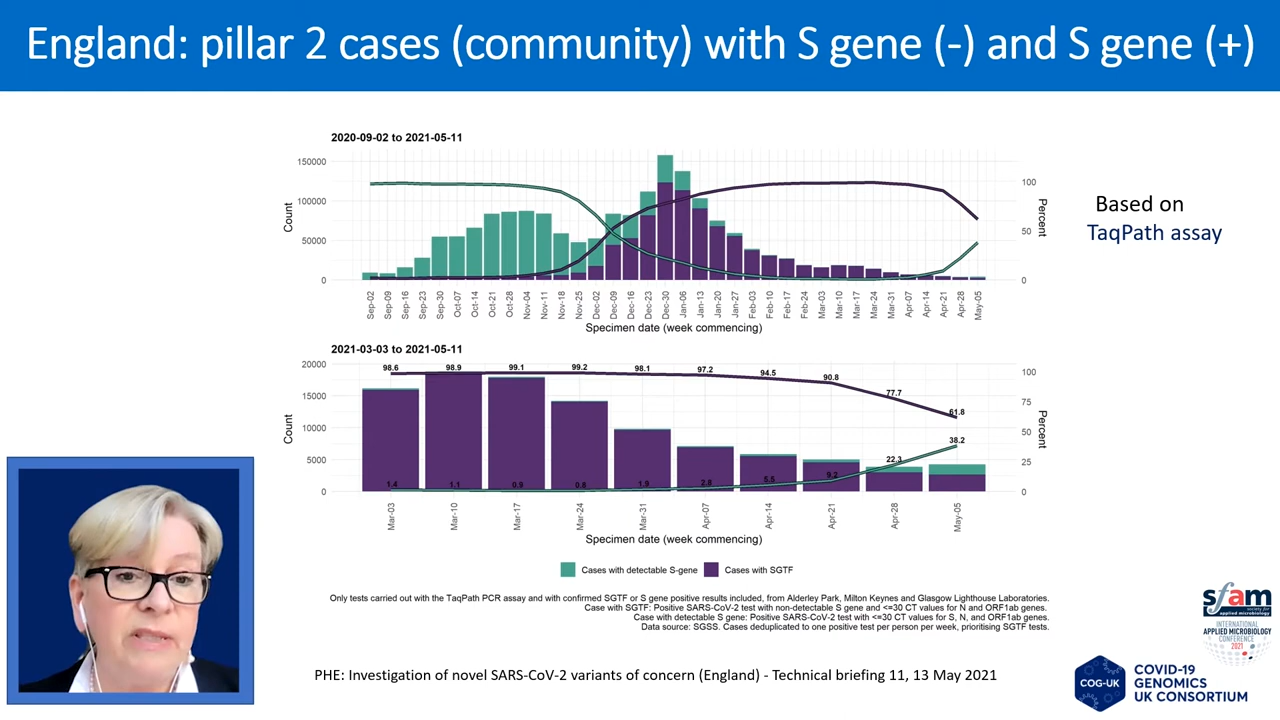 England: pillar 2 cases (community) with S gene (-) and S gene (+)
2020-09-02 to 2021-05-11
150000
100000
50000
0
Count
100
50
0
Percent
Sep-02
Sep-09
Sep-16
Sep-23
Sep-30
Oct-07
Oct-14
Oct-21
Oct-28
Nov-04
Nov-11
Nov-18
Nov-25
Dec-02
Dec-09
Dec-16
Dec-23
Dec-30
Jan-06
Jan-13
Jan-20
Jan-27
Feb-03
Feb-10
Feb-17
Feb-24
Mar-03
Mar-10
Mar-17
Mar-24
Mar-31
Apr-07
Apr-14
Apr-21
Apr-28
May-05
Specimen date (week commencing)
Based on
TaqPath assay
2021-03-03 to 2021-05-11
20000
15000
10000
5000
0
Count
100
75
50
25
0
Percent
98.6
98.9
99.1
99.2
98.1
97.2
94.5
90.8
77.7
61.8
1.4
1.1
0.9
0.8
1.9
2.8
5.5
9.2
22.3
38.2
Mar-03
Mar-10
Mar-17
Mar-24
Mar-31
Apr-07
Apr-14
Apr-21
Apr-28
May-05
Specimen date (week commencing)
Cases with detectable S-gene
Cases with SGTF
Only tests carried out with the TaqPath PCR assay and with confirmed SGTF or S gene positive results included, from Alderley Park, Milton Keynes and Glasgow Lighthouse Laboratories.
Case with SGTF: Positive SARS-CoV-2 test with non-detectable S gene and <=30 CT values for N and ORF1ab genes.
Case with detectable S gene: Positive SARS-CoV-2 test with <=30 CT values for S, N, and ORF1ab genes.
Data source: SGSS. Cases deduplicated to one positive test per person per week, prioritising SGTF tests.
PHE: Investigation of novel SARS-CoV-2 variants of concern (England) - Technical briefing 11, 13 May 2021
sfam
society for
applied microbiology
INTERNATIONAL
APPLIED MICROBIOLOGY
CONFERENCE
2021
COG-UK
COVID-19
GENOMICS
UK CONSORTIUM